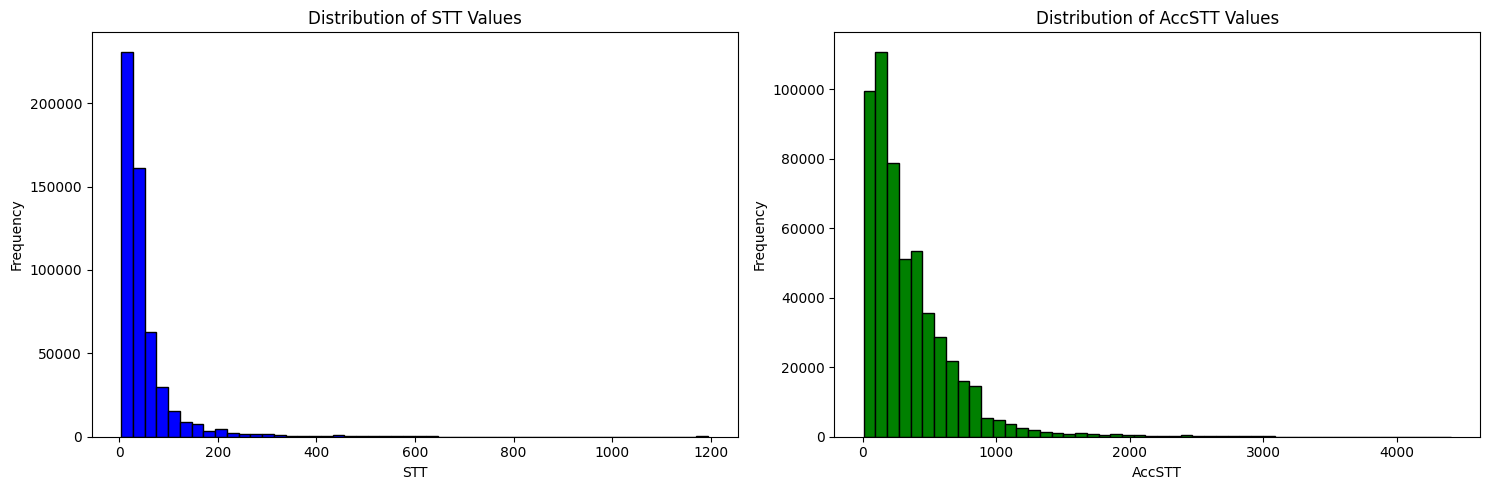 Distribution of STT Values
Frequency
200000
150000
100000
50000
0
0 200 400 600 800 1000 1200
STT
Distribution of AccSTT Values
Frequency
100000
80000
60000
40000
20000
0
0 1000 2000 3000 4000
AccSTT